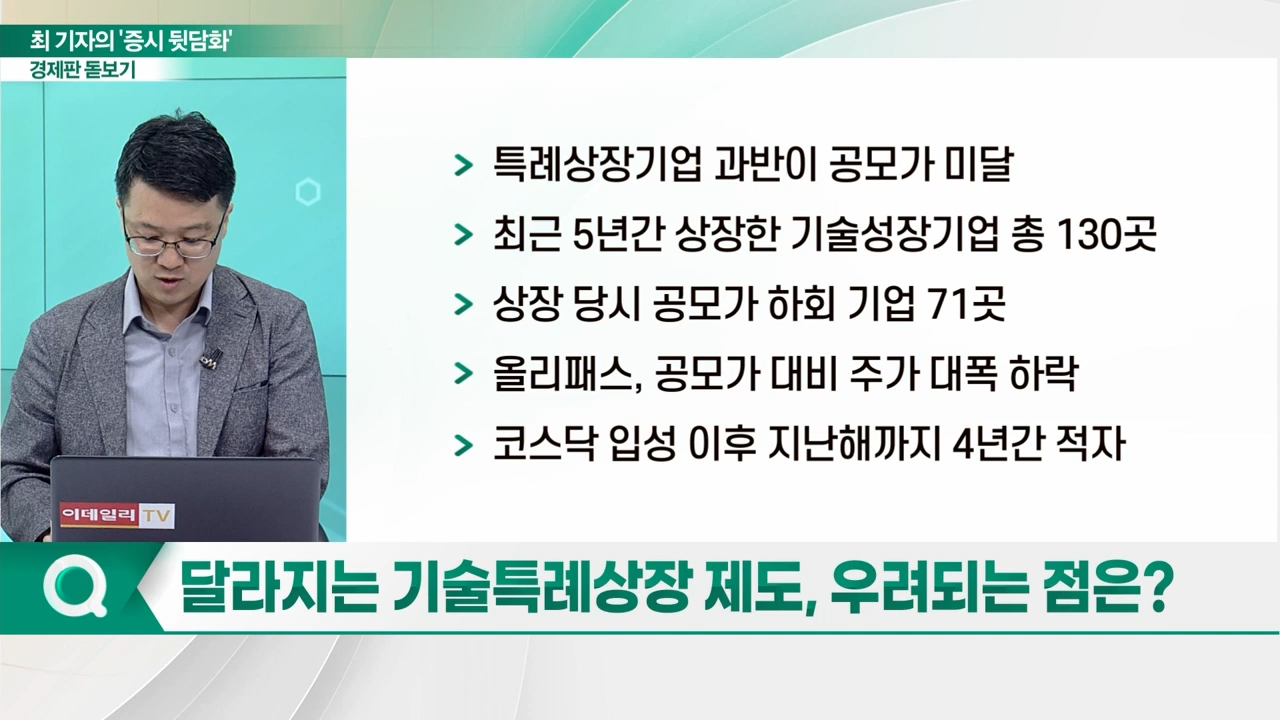 최 기자의 '증시 뒷담화'
경제판 돋보기
> 특례상장기업 과반이 공모가 미달
> 최근 5년간 상장한 기술성장기업 총 130곳
> 상장 당시 공모가 하회 기업 71곳
> 올리패스, 공모가 대비 주가 대폭 하락
> 코스닥 입성 이후 지난해까지 4년간 적자
이데일리 TV
Q 달라지는 기술특례상장 제도, 우려되는 점은?